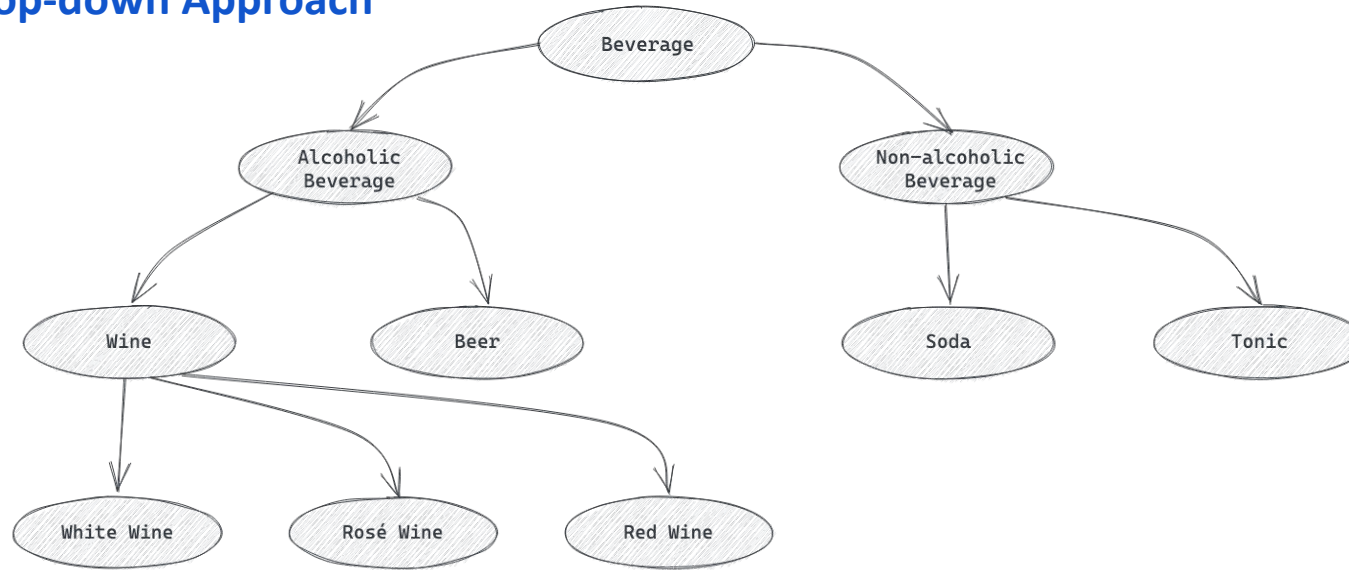 op-down Approach
Beverage
Alcoholic
Beverage
Non-alcoholic
Beverage
Wine
Beer
Soda
Tonic
White Wine
Rosé Wine
Red Wine